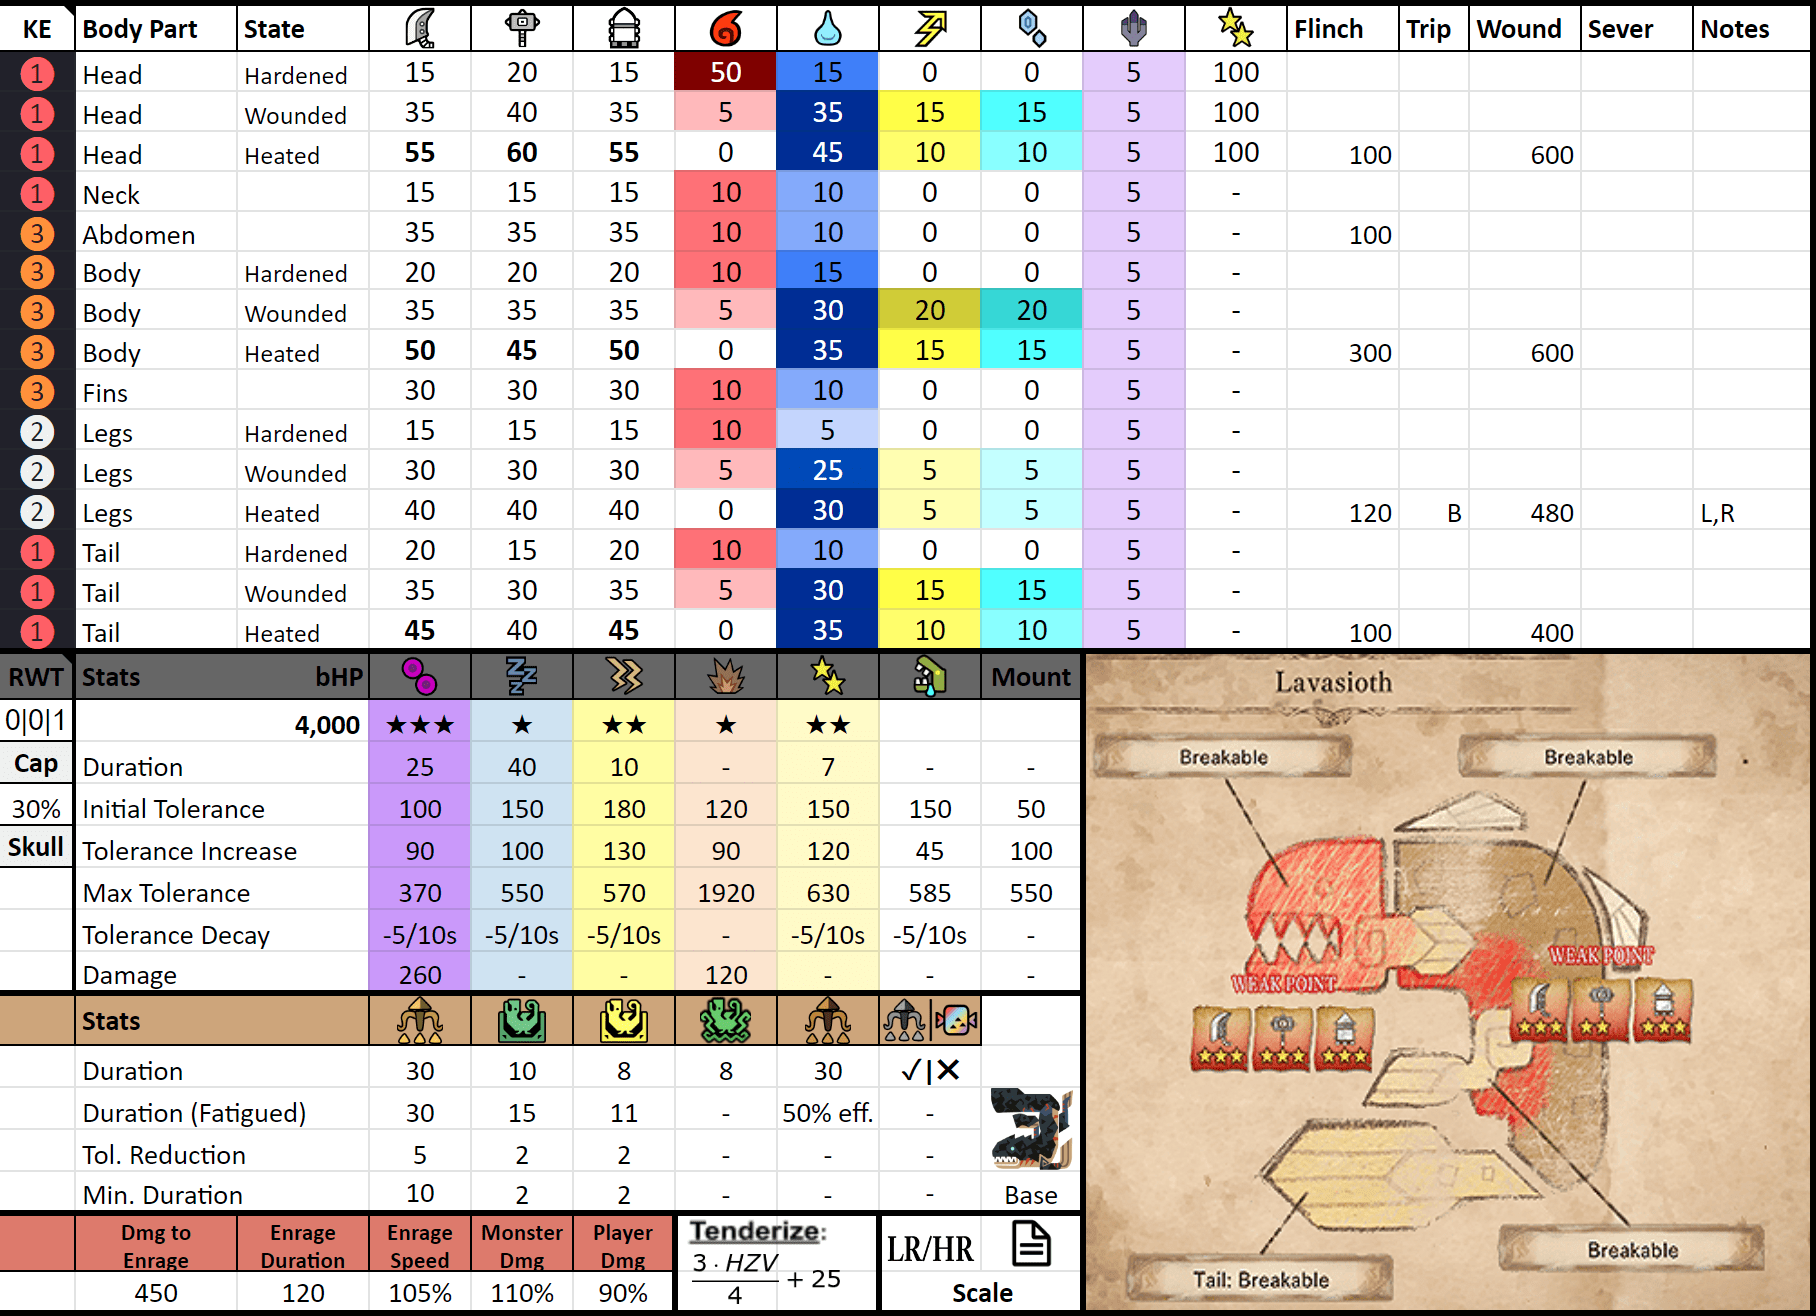 KE Body Part State Flinch Trip Wound Sever Notes
1 Head Hardened 15 20 15 50 15 0 0 5 100
1 Head Wounded 35 40 35 5 35 15 15 5 100
1 Head Heated 55 60 55 0 45 10 10 5 100 100 600
1 Neck 15 15 15 10 10 0 0 5 -
3 Abdomen 35 35 35 10 10 0 0 5 - 100
3 Body Hardened 20 20 20 10 15 0 0 5 -
3 Body Wounded 35 35 35 5 30 20 20 5 -
3 Body Heated 50 45 50 0 35 15 15 5 - 300 600
3 Fins 30 30 30 10 10 0 0 5 -
2 Legs Hardened 15 15 15 10 5 0 0 5 -
2 Legs Wounded 30 30 30 5 25 5 5 5 -
2 Legs Heated 40 40 40 0 30 5 5 5 - 120 B 480 L,R
1 Tail Hardened 20 15 20 10 10 0 0 5 -
1 Tail Wounded 35 30 35 5 30 15 15 5 -
1 Tail Heated 45 40 45 0 35 10 10 5 - 100 400
RWT Stats bHP Mount
0|0|1 4,000 ★★★ ★ ★★ ★ ★★
Cap Duration 25 40 10 - 7 - -
30% Initial Tolerance 100 150 180 120 150 150 50
Skull Tolerance Increase 90 100 130 90 120 45 100
Max Tolerance 370 550 570 1920 630 585 550
Tolerance Decay -5/10s -5/10s -5/10s - -5/10s -5/10s -
Damage 260 - - 120 - - -
Stats
Duration 30 10 8 8 30 ✓|✕
Duration (Fatigued) 30 15 11 - 50% eff. -
Tol. Reduction 5 2 2 - - -
Min. Duration 10 2 2 - - - Base
Dmg to Enrage Enrage Duration Enrage Speed Monster Dmg Player Dmg
450 120 105% 110% 90%
Tenderize:
3 · HZV / 4 + 25
LR/HR
Scale
Lavasioth
Breakable Breakable
WEAK POINT
WEAK POINT
★★★ ★★ ★★★
★★★ ★★★ ★★★
Breakable
Tail: Breakable